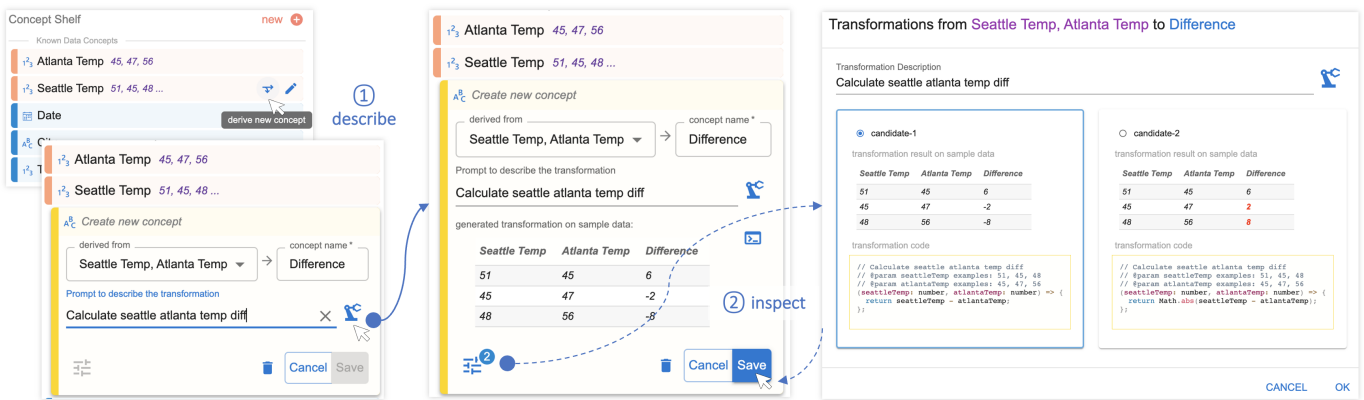 Concept Shelf new
Known Data Concepts
1²3 Atlanta Temp 45, 47, 56
1²3 Seattle Temp 51, 45, 48 ...
Date
derive new concept
1²3 Atlanta Temp 45, 47, 56
1²3 Seattle Temp 51, 45, 48 ...
ABC Create new concept
derived from concept name *
Seattle Temp, Atlanta Temp → Difference
Prompt to describe the transformation
Calculate seattle atlanta temp diff
Cancel Save
1 describe
1²3 Atlanta Temp 45, 47, 56
1²3 Seattle Temp 51, 45, 48 ...
ABC Create new concept
derived from concept name *
Seattle Temp, Atlanta Temp → Difference
Prompt to describe the transformation
Calculate seattle atlanta temp diff
generated transformation on sample data:
Seattle Temp Atlanta Temp Difference
51 45 6
45 47 -2
48 56 -8
2
Cancel Save
2 inspect
Transformations from Seattle Temp, Atlanta Temp to Difference
Transformation Description
Calculate seattle atlanta temp diff
candidate-1
transformation result on sample data
Seattle Temp Atlanta Temp Difference
51 45 6
45 47 -2
48 56 -8
transformation code
// Calculate seattle atlanta temp diff
// @param seattleTemp examples: 51, 45, 48
// @param atlantaTemp examples: 45, 47, 56
(seattleTemp: number, atlantaTemp: number) => {
return seattleTemp - atlantaTemp;
};
candidate-2
transformation result on sample data
Seattle Temp Atlanta Temp Difference
51 45 6
45 47 2
48 56 8
transformation code
// Calculate seattle atlanta temp diff
// @param seattleTemp examples: 51, 45, 48
// @param atlantaTemp examples: 45, 47, 56
(seattleTemp: number, atlantaTemp: number) => {
return Math.abs(seattleTemp - atlantaTemp);
};
CANCEL OK